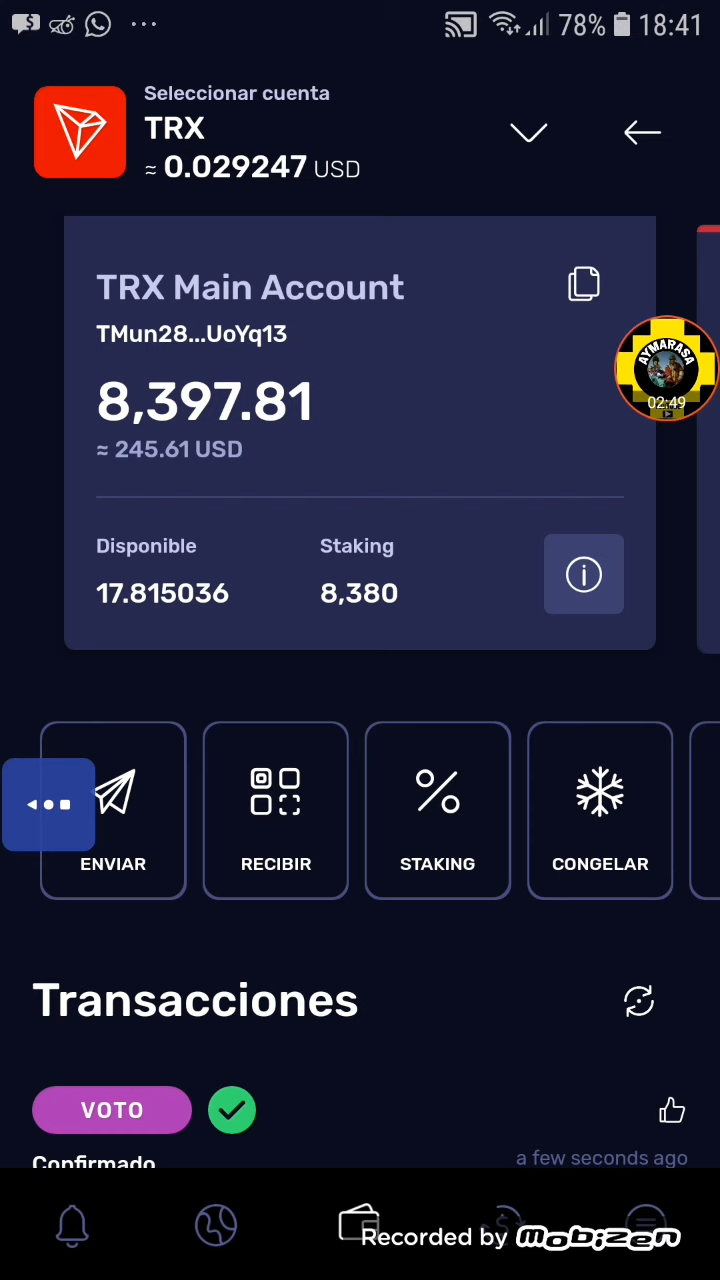 78% 18:41
Seleccionar cuenta
TRX
≈ 0.029247 USD
TRX Main Account
TMun28...UoYq13
8,397.81
≈ 245.61 USD
AYMARASA
02:49
Disponible
Staking
17.815036
8,380
ENVIAR
RECIBIR
STAKING
CONGELAR
Transacciones
VOTO
Confirmado
a few seconds ago
Recorded by mobizen